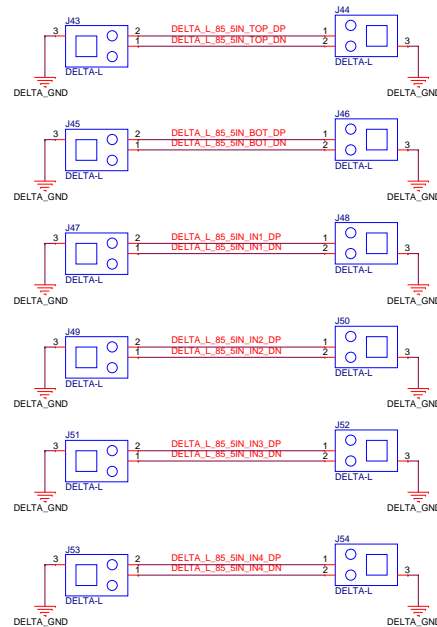 J43
J44
3
2
DELTA_L_85_5IN_TOP_DP
1
1
DELTA_L_85_5IN_TOP_DN
2
3
DELTA-L
DELTA-L
DELTA_GND
DELTA_GND
J45
J46
3
2
DELTA_L_85_5IN_BOT_DP
1
1
DELTA_L_85_5IN_BOT_DN
2
3
DELTA-L
DELTA-L
DELTA_GND
DELTA_GND
J47
J48
3
2
DELTA_L_85_5IN_IN1_DP
1
1
DELTA_L_85_5IN_IN1_DN
2
3
DELTA-L
DELTA-L
DELTA_GND
DELTA_GND
J49
J50
3
2
DELTA_L_85_5IN_IN2_DP
1
1
DELTA_L_85_5IN_IN2_DN
2
3
DELTA-L
DELTA-L
DELTA_GND
DELTA_GND
J51
J52
3
2
DELTA_L_85_5IN_IN3_DP
1
1
DELTA_L_85_5IN_IN3_DN
2
3
DELTA-L
DELTA-L
DELTA_GND
DELTA_GND
J53
J54
3
2
DELTA_L_85_5IN_IN4_DP
1
1
DELTA_L_85_5IN_IN4_DN
2
3
DELTA-L
DELTA-L
DELTA_GND
DELTA_GND